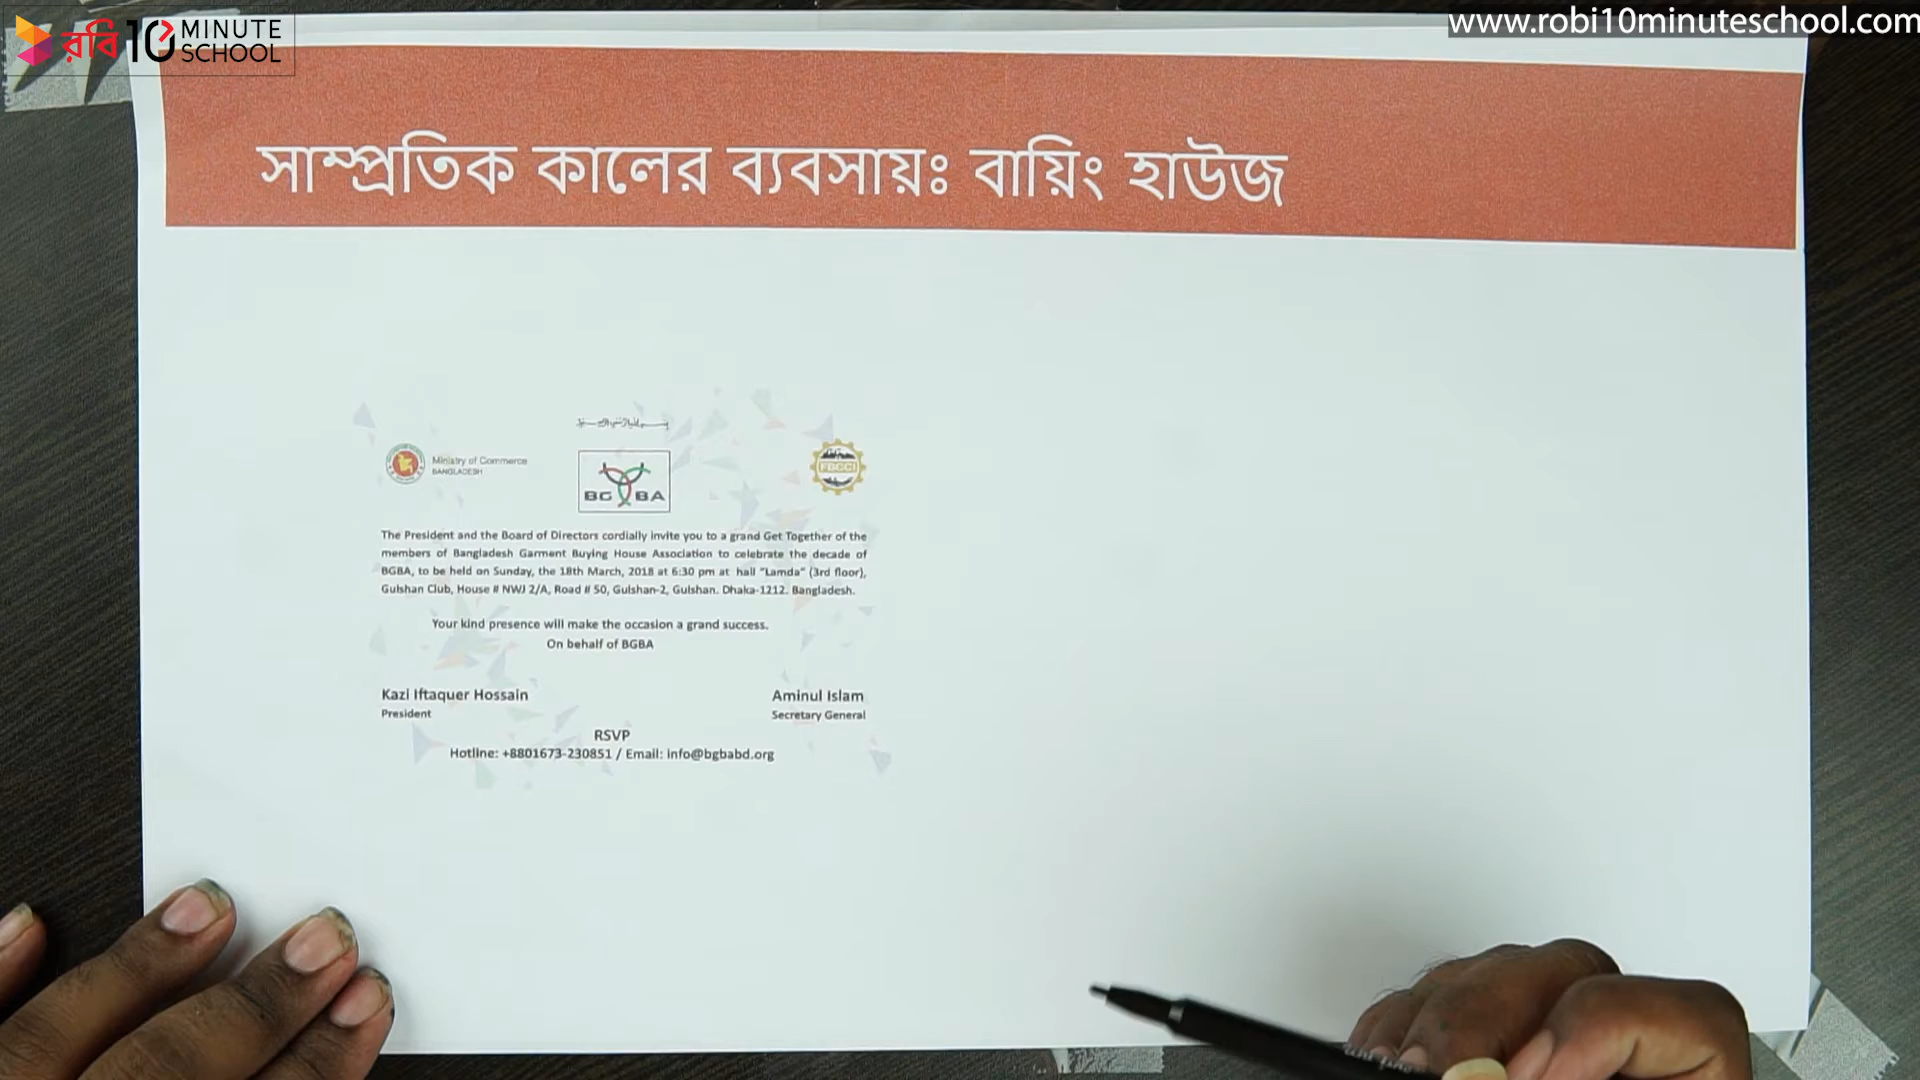 রবি 10 MINUTE SCHOOL
www.robi10minuteschool.com
সাম্প্রতিক কালের ব্যবসায়ঃ বায়িং হাউজ
Ministry of Commerce
BANGLADESH
BGBA
FBCCI
The President and the Board of Directors cordially invite you to a grand Get Together of the
members of Bangladesh Garment Buying House Association to celebrate the decade of
BGBA, to be held on Sunday, the 18th March, 2018 at 6:30 pm at hall "Lamda" (3rd floor),
Gulshan Club, House # NWJ 2/A, Road # 50, Gulshan-2, Gulshan. Dhaka-1212. Bangladesh.
Your kind presence will make the occasion a grand success.
On behalf of BGBA
Kazi Iftaquer Hossain
President
Aminul Islam
Secretary General
RSVP
Hotline: +8801673-230851 / Email: info@bgbabd.org